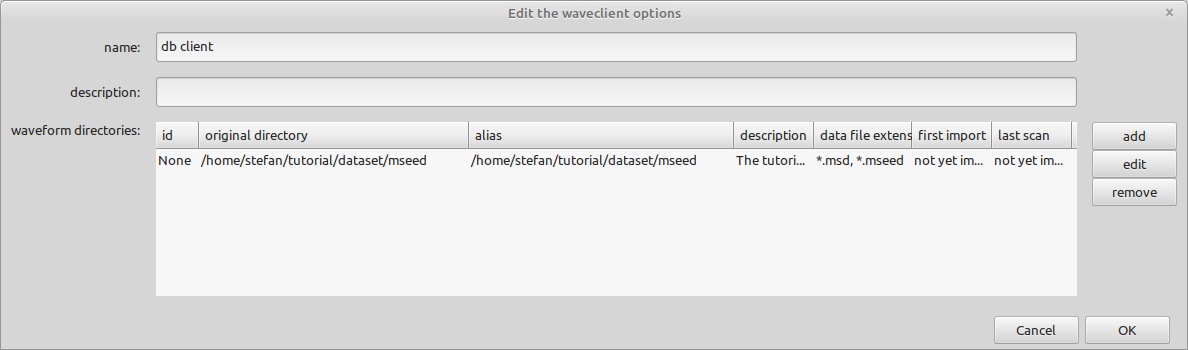 Edit the waveclient options ×
name: db client
description:
waveform directories: id original directory alias description data file extens first import last scan add
None /home/stefan/tutorial/dataset/mseed /home/stefan/tutorial/dataset/mseed The tutori... *.msd, *.mseed not yet im... not yet im... edit
remove
Cancel OK